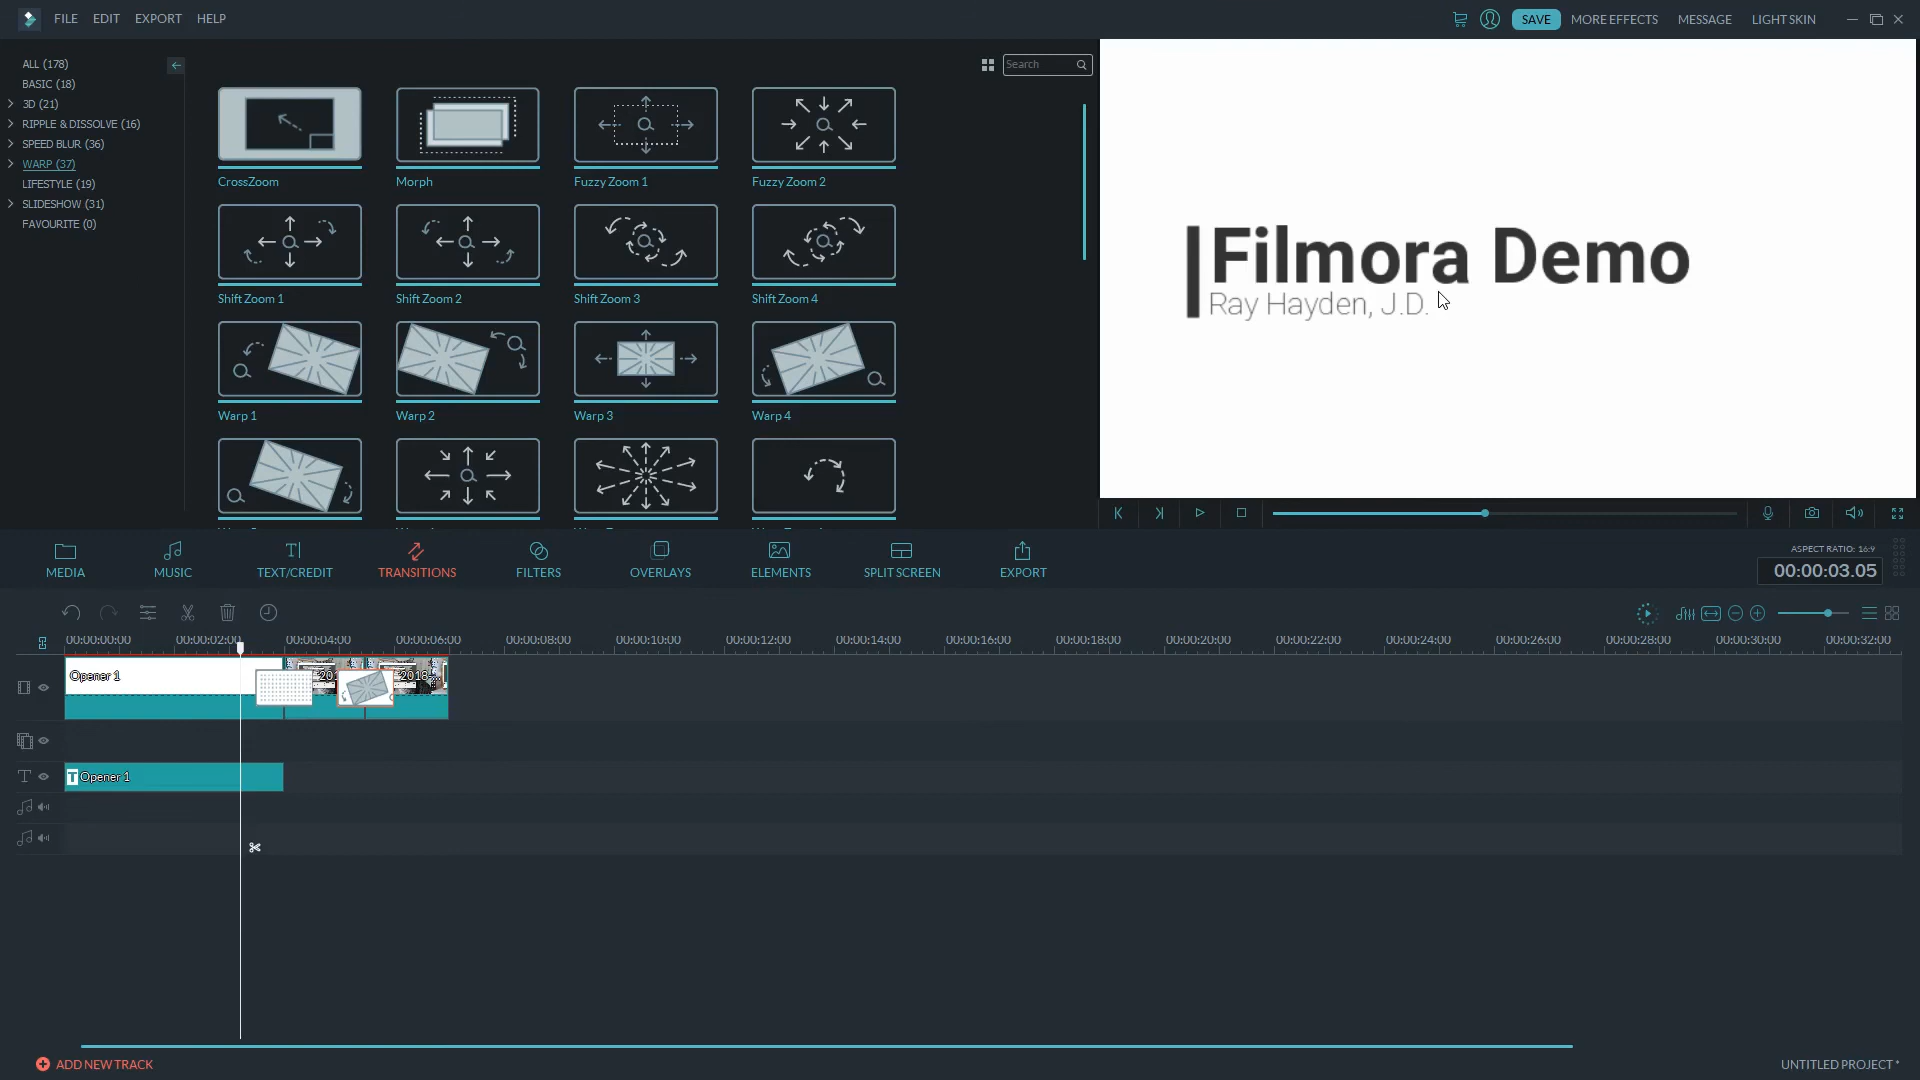 FILE EDIT EXPORT HELP
SAVE MORE EFFECTS MESSAGE LIGHT SKIN
ALL (178)
BASIC (18)
3D (21)
RIPPLE & DISSOLVE (16)
SPEED BLUR (36)
WARP (37)
LIFESTYLE (19)
SLIDESHOW (31)
FAVOURITE (0)
Search
CrossZoom Morph Fuzzy Zoom 1 Fuzzy Zoom 2
Shift Zoom 1 Shift Zoom 2 Shift Zoom 3 Shift Zoom 4
Warp 1 Warp 2 Warp 3 Warp 4
Filmora Demo
Ray Hayden, J.D.
MEDIA MUSIC TEXT/CREDIT TRANSITIONS FILTERS OVERLAYS ELEMENTS SPLIT SCREEN EXPORT
ASPECT RATIO: 16:9
00:00:03.05
00:00:00:00 00:00:02:00 00:00:04:00 00:00:06:00 00:00:08:00 00:00:10:00 00:00:12:00 00:00:14:00 00:00:16:00 00:00:18:00 00:00:20:00 00:00:22:00 00:00:24:00 00:00:26:00 00:00:28:00 00:00:30:00 00:00:32:00
Opener 1 201 2018-...
T Opener 1
ADD NEW TRACK
UNTITLED PROJECT *